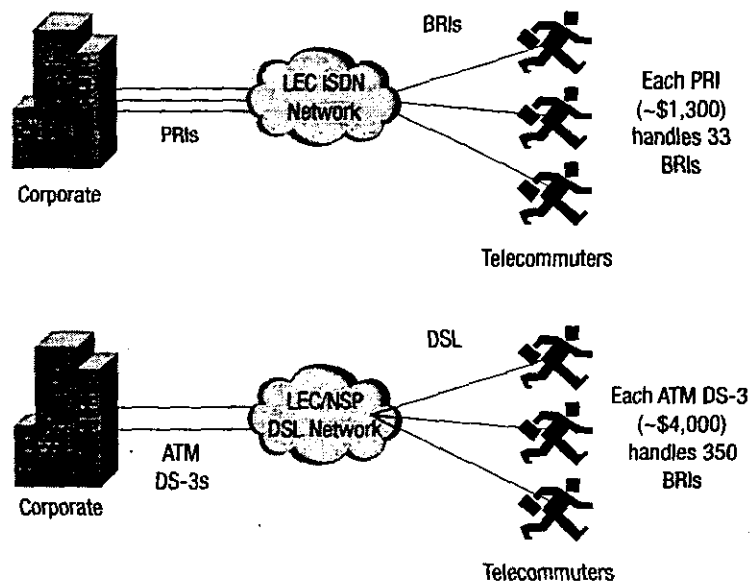 BRIs
LEC ISDN
Network
PRIs
Corporate
Each PRI
(~$1,300)
handles 33
BRIs
Telecommuters
DSL
LEC/NSP
DSL Network
ATM
DS-3s
Corporate
Each ATM DS-3
(~$4,000)
handles 350
BRIs
Telecommuters